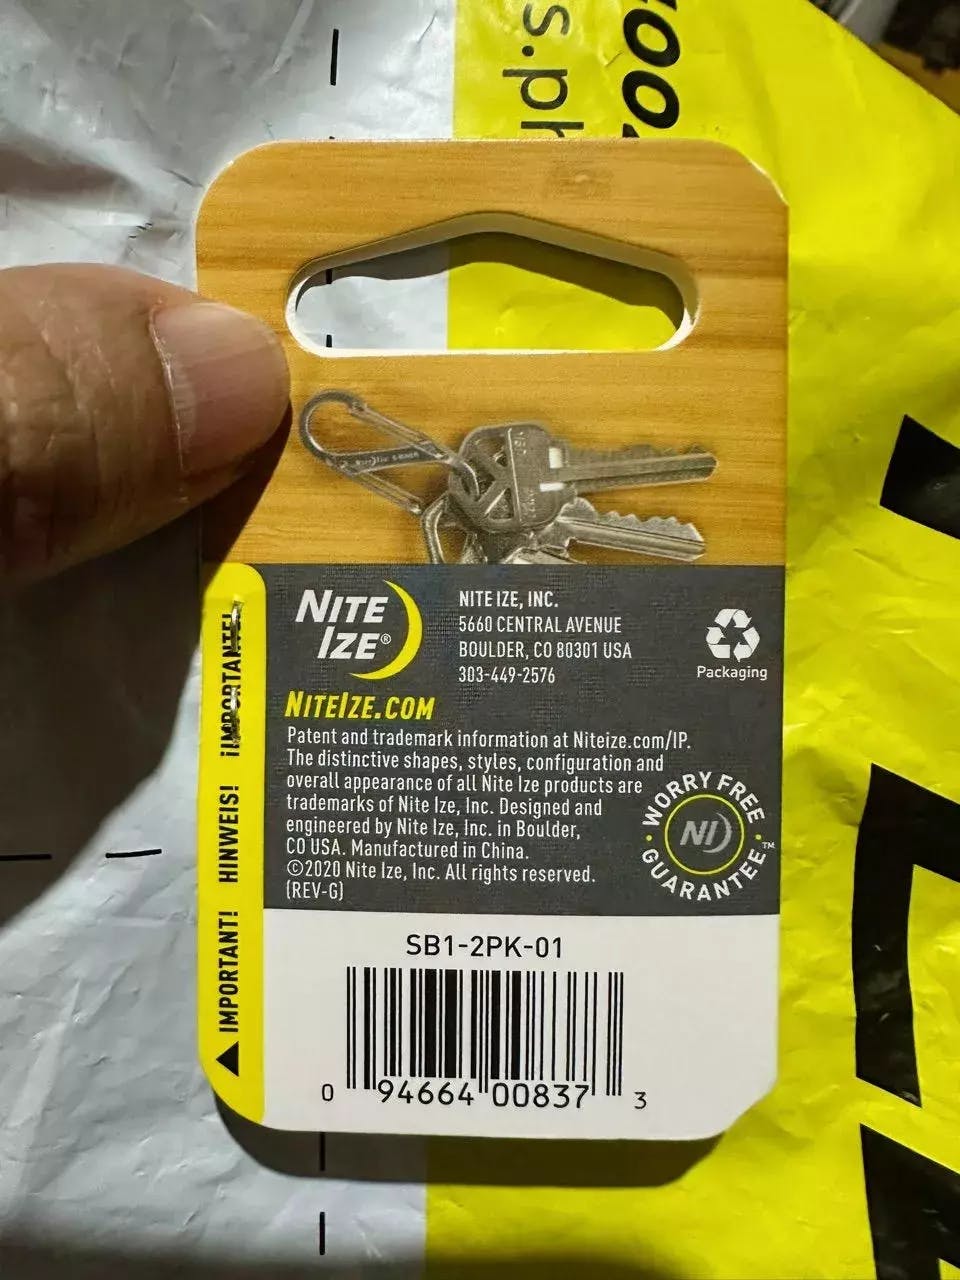 s.ph
NITE
IZE®
NITE IZE, INC.
5660 CENTRAL AVENUE
BOULDER, CO 80301 USA
303-449-2576
Packaging
NITEIZE.COM
Patent and trademark information at Niteize.com/IP.
The distinctive shapes, styles, configuration and
overall appearance of all Nite Ize products are
trademarks of Nite Ize, Inc. Designed and
engineered by Nite Ize, Inc. in Boulder,
CO USA. Manufactured in China.
©2020 Nite Ize, Inc. All rights reserved.
(REV-G)
WORRY FREE
NI
GUARANTEE™
IMPORTANT! HINWEIS! ¡IMPORTANTE!
SB1-2PK-01
0 94664 00837 3